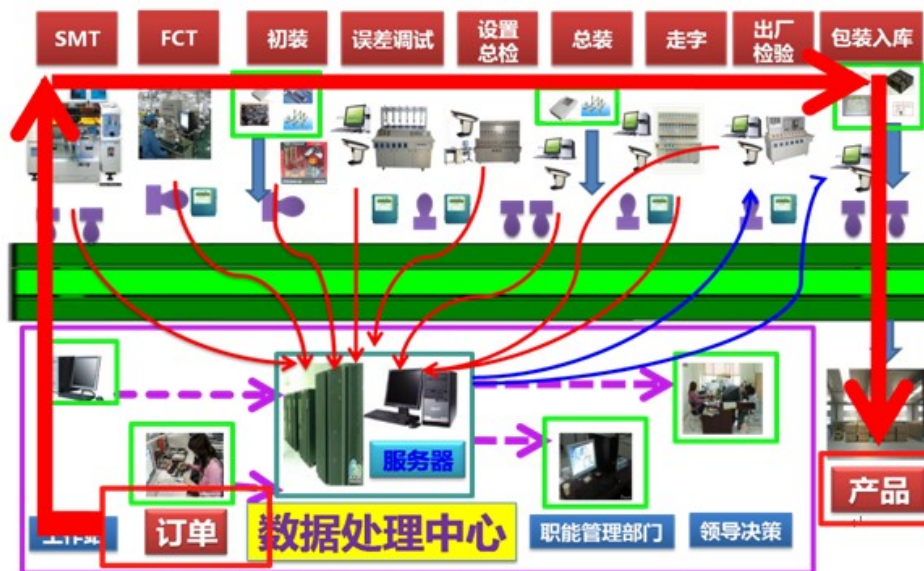 SMT
FCT
初装
误差调试
设置
总检
总装
走字
出厂
检验
包装入库
服务器
产品
订单
数据处理中心
职能管理部门
领导决策